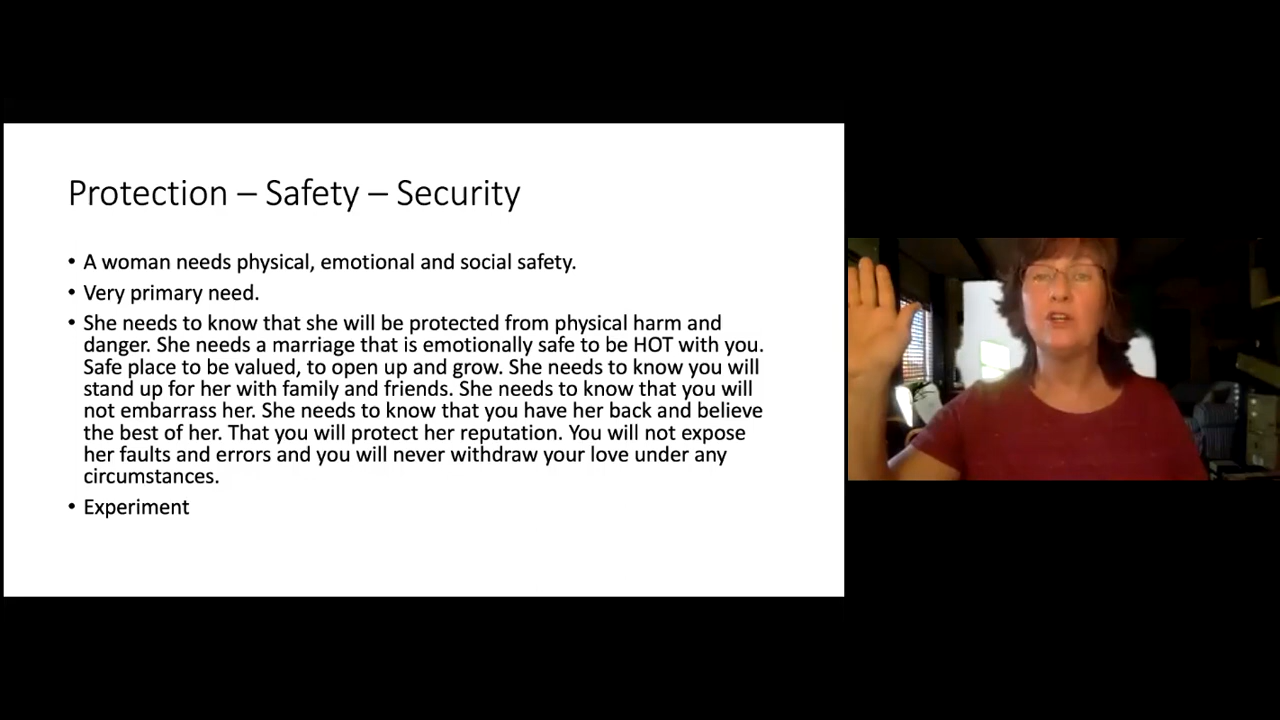 Protection – Safety – Security
• A woman needs physical, emotional and social safety.
• Very primary need.
• She needs to know that she will be protected from physical harm and
danger. She needs a marriage that is emotionally safe to be HOT with you.
Safe place to be valued, to open up and grow. She needs to know you will
stand up for her with family and friends. She needs to know that you will
not embarrass her. She needs to know that you have her back and believe
the best of her. That you will protect her reputation. You will not expose
her faults and errors and you will never withdraw your love under any
circumstances.
• Experiment